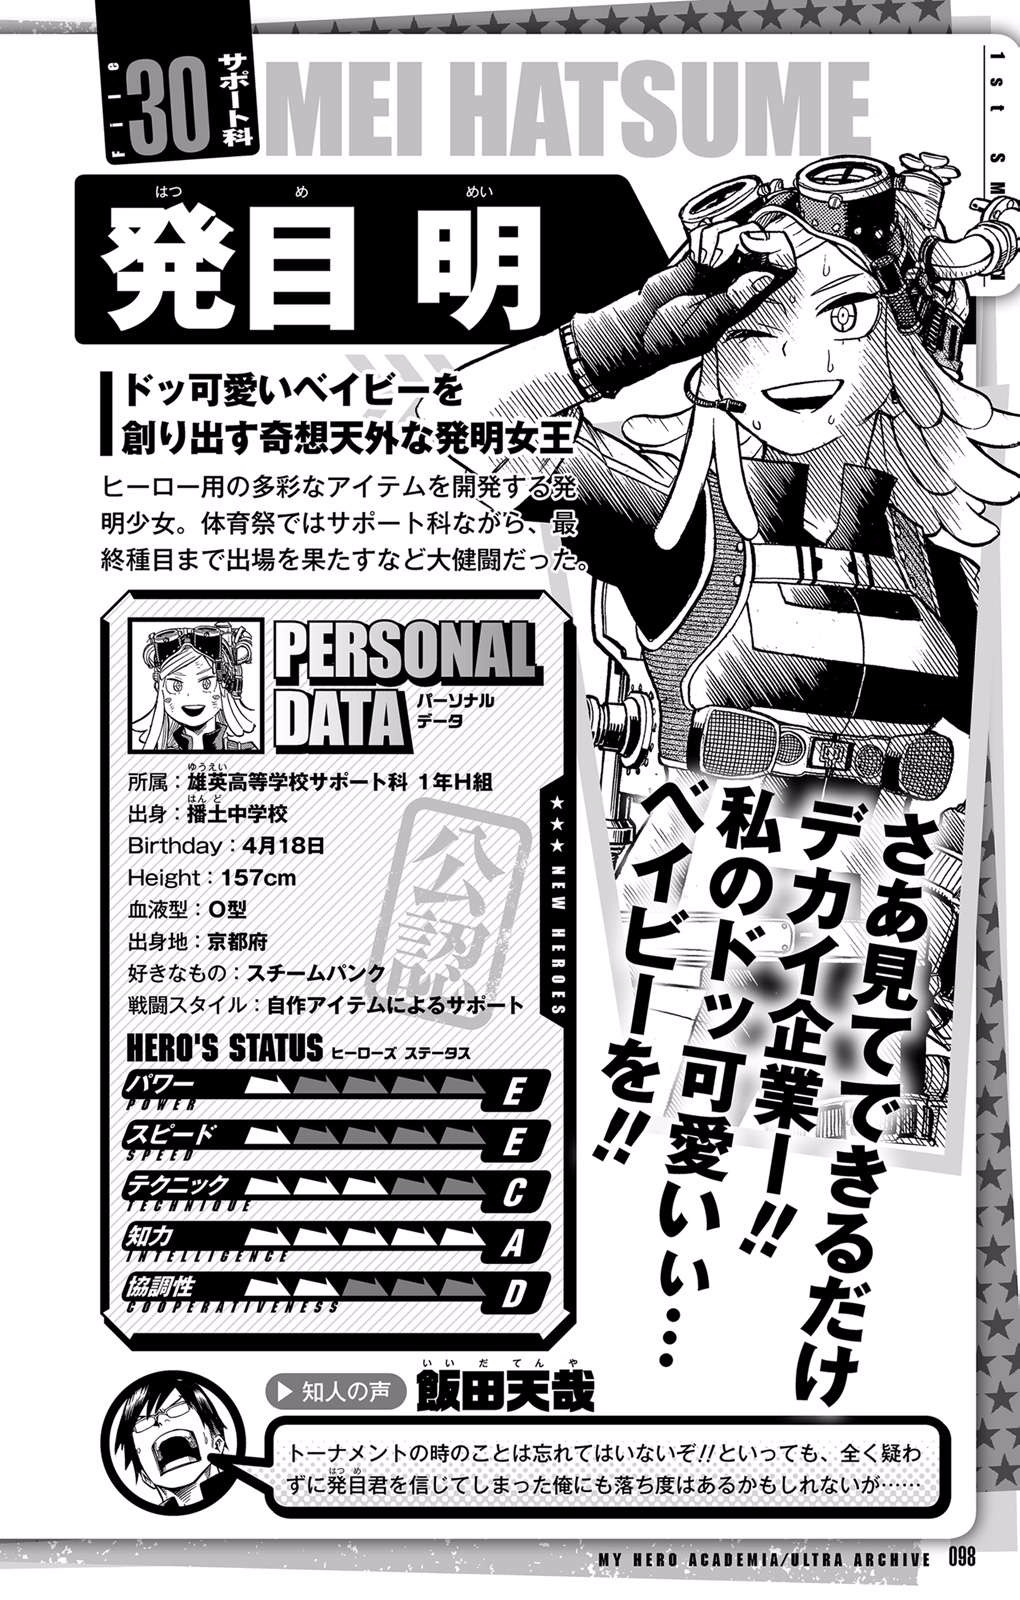 File 30
サポート科
MEI HATSUME
1st
はつ め めい
発目 明
ドッ可愛いベイビーを
創り出す奇想天外な発明女王
ヒーロー用の多彩なアイテムを開発する発
明少女。体育祭ではサポート科ながら、最
終種目まで出場を果たすなど大健闘だった。
PERSONAL
DATA
パーソナル
データ
ゆうえい
所属：雄英高等学校サポート科 1年H組
はんど
出身：播土中学校
Birthday：4月18日
Height：157cm
血液型：O型
出身地：京都府
好きなもの：スチームパンク
戦闘スタイル：自作アイテムによるサポート
公認
★★★ NEW HEROES
HERO'S STATUS ヒーローズ ステータス
パワー
POWER
E
スピード
SPEED
E
テクニック
TECHNIQUE
C
知力
INTELLIGENCE
A
協調性
COOPERATIVENESS
D
さあ見てできるだけ
デカイ企業ー!!
私のドッ可愛いいい…
ベイビーを!!
▶ 知人の声
いいだてんや
飯田天哉
トーナメントの時のことは忘れてはいないぞ!!といっても、全く疑わ
はつめ
ずに発目君を信じてしまった俺にも落ち度はあるかもしれないが……
MY HERO ACADEMIA/ULTRA ARCHIVE 098